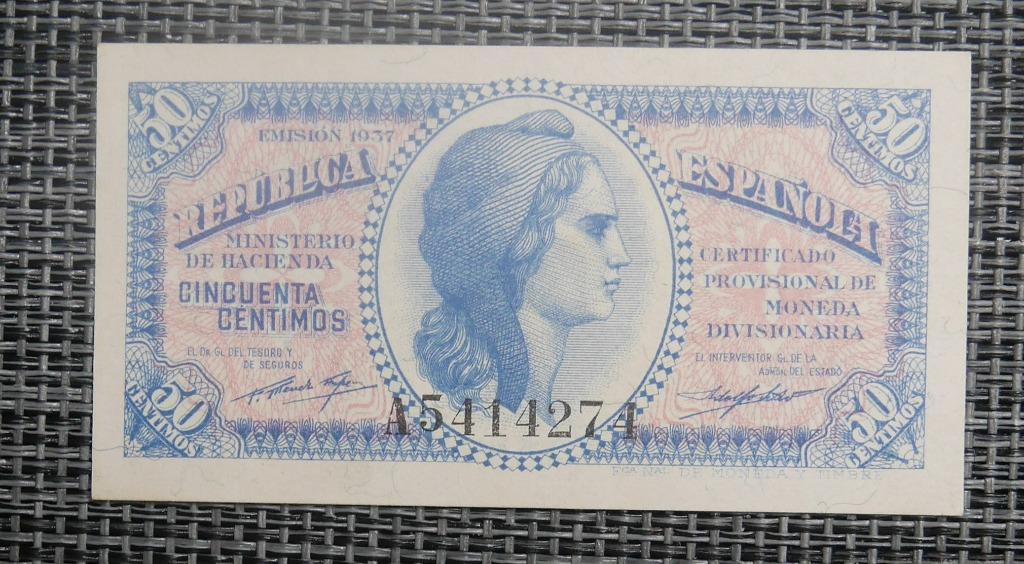 50
CENTIMOS
50
CENTIMOS
EMISIÓN 1937
REPÚBLICA
ESPAÑOLA
MINISTERIO
DE HACIENDA
CINCUENTA
CENTIMOS
CERTIFICADO
PROVISIONAL DE
MONEDA
DIVISIONARIA
EL DR GL. DEL TESORO Y
DE SEGUROS
EL INTERVENTOR GL. DE LA
ADMÓN. DEL ESTADO
A5414274
50
CENTIMOS
50
CENTIMOS
FCA. NAL. DE MONEDA Y TIMBRE